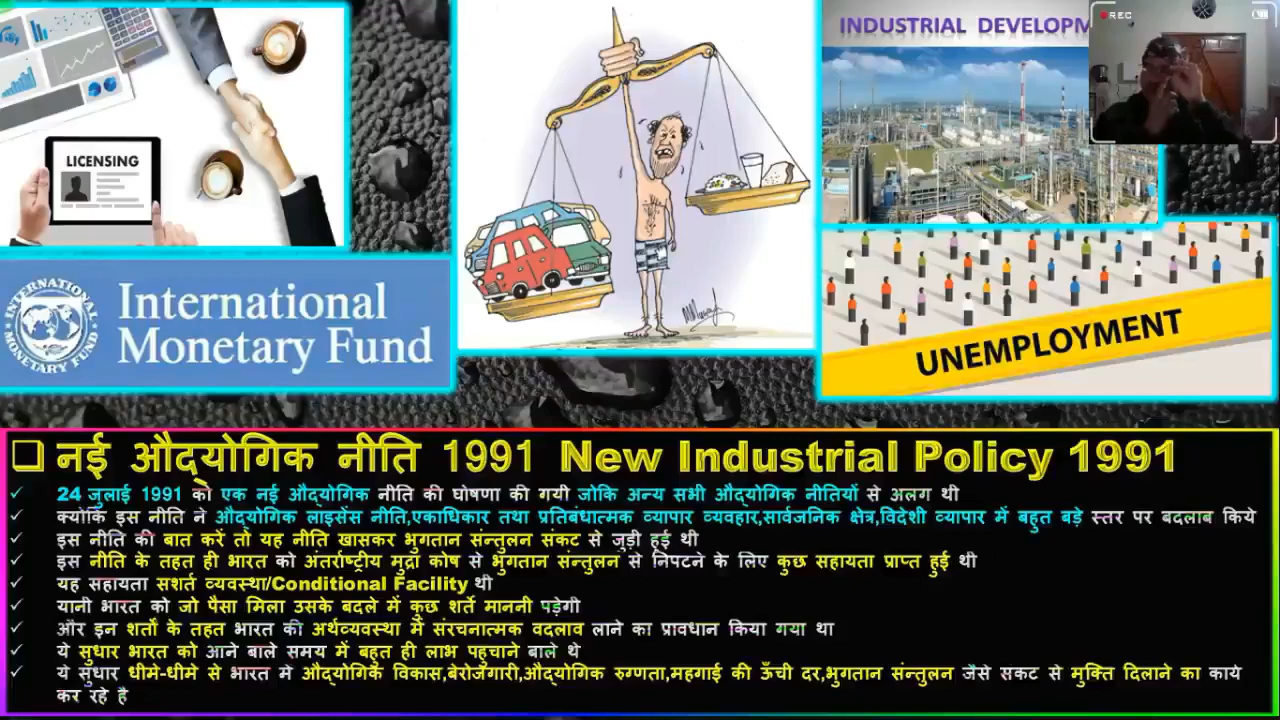 INDUSTRIAL DEVELOPM
REC
LICENSING
INTERNATIONAL MONETARY FUND
International
Monetary Fund
UNEMPLOYMENT
नई औद्योगिक नीति 1991 New Industrial Policy 1991
24 जुलाई 1991 को एक नई औद्योगिक नीति की घोषणा की गयी जोकि अन्य सभी औद्योगिक नीतियों से अलग थी
क्योंकि इस नीति ने औद्योगिक लाइसेंस नीति,एकाधिकार तथा प्रतिबंधात्मक व्यापार व्यवहार,सार्वजनिक क्षेत्र,विदेशी व्यापार में बहुत बड़े स्तर पर बदलाब किये
इस नीति की बात करें तो यह नीति खासकर भुगतान सन्तुलन संकट से जुड़ी हुई थी
इस नीति के तहत ही भारत को अंतर्राष्ट्रीय मुद्रा कोष से भुगतान सन्तुलन से निपटने के लिए कुछ सहायता प्राप्त हुई थी
यह सहायता सशर्त व्यवस्था/Conditional Facility थी
यानी भारत को जो पैसा मिला उसके बदले में कुछ शर्ते माननी पड़ेगी
और इन शर्तो के तहत भारत की अर्थव्यवस्था में संरचनात्मक वदलाव लाने का प्रावधान किया गया था
ये सुधार भारत को आने बाले समय में बहुत ही लाभ पहुचाने बाले थे
ये सुधार धीमे-धीमे से भारत में औद्योगिक विकास,बेरोजगारी,औद्योगिक रुग्णता,महगाई की ऊँची दर,भुगतान सन्तुलन जैसे सकट से मुक्ति दिलाने का कार्य
कर रहे है